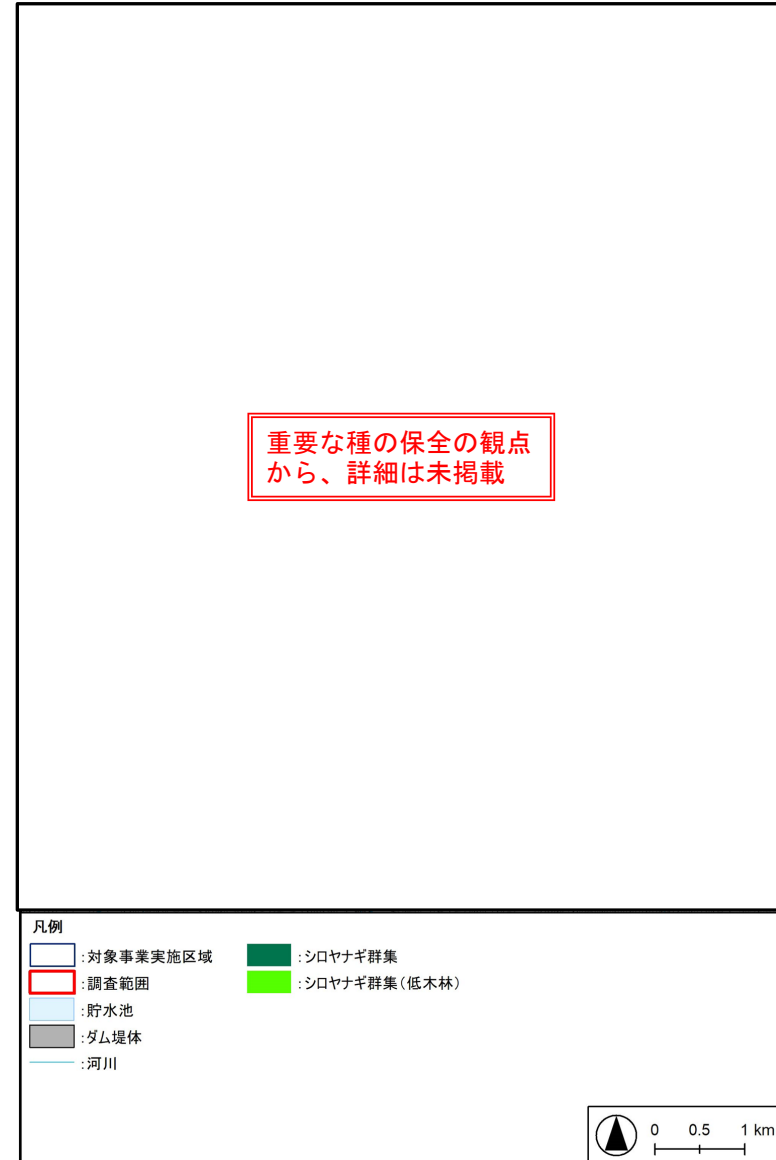 重要な種の保全の観点
から、詳細は未掲載
凡例
:対象事業実施区域
:調査範囲
:貯水池
:ダム堤体
:河川
:シロヤナギ群集
:シロヤナギ群集(低木林)
0 0.5 1 km